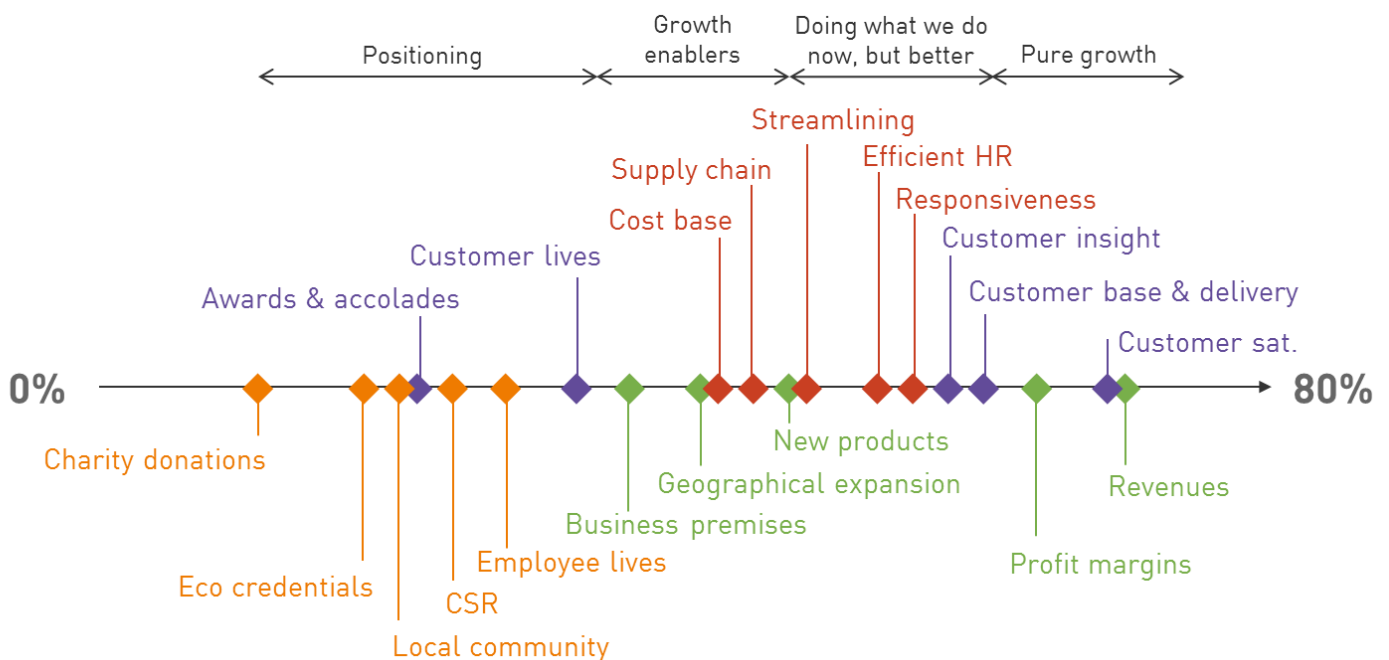 Positioning
Growth
enablers
Doing what we do
now, but better
Pure growth
Streamlining
Supply chain
Efficient HR
Cost base
Responsiveness
Customer lives
Customer insight
Awards & accolades
Customer base & delivery
Customer sat.
0%
80%
Charity donations
New products
Geographical expansion
Revenues
Business premises
Employee lives
Profit margins
Eco credentials
CSR
Local community